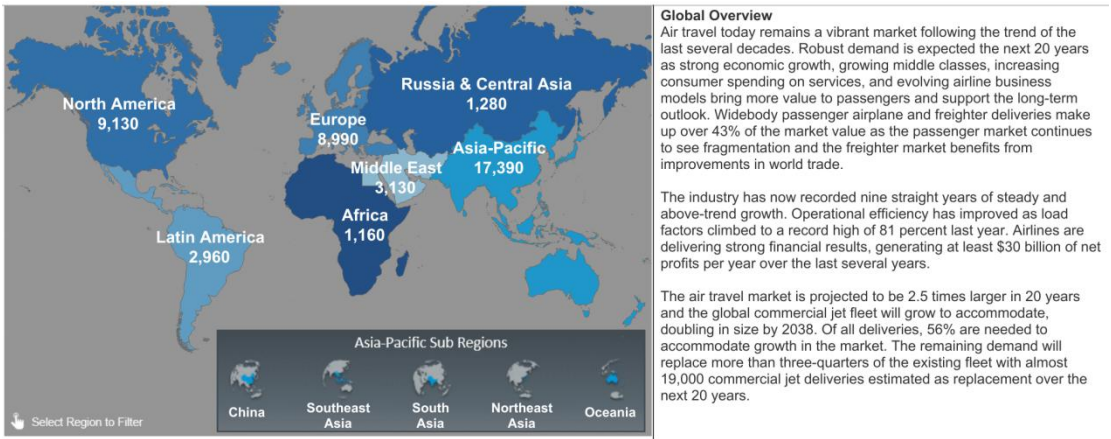 North America
9,130
Russia & Central Asia
1,280
Europe
8,990
Asia-Pacific
17,390
Middle East
3,130
Africa
1,160
Latin America
2,960
Asia-Pacific Sub Regions
China
Southeast
Asia
South
Asia
Northeast
Asia
Oceania
Select Region to Filter
Global Overview
Air travel today remains a vibrant market following the trend of the
last several decades. Robust demand is expected the next 20 years
as strong economic growth, growing middle classes, increasing
consumer spending on services, and evolving airline business
models bring more value to passengers and support the long-term
outlook. Widebody passenger airplane and freighter deliveries make
up over 43% of the market value as the passenger market continues
to see fragmentation and the freighter market benefits from
improvements in world trade.
The industry has now recorded nine straight years of steady and
above-trend growth. Operational efficiency has improved as load
factors climbed to a record high of 81 percent last year. Airlines are
delivering strong financial results, generating at least $30 billion of net
profits per year over the last several years.
The air travel market is projected to be 2.5 times larger in 20 years
and the global commercial jet fleet will grow to accommodate,
doubling in size by 2038. Of all deliveries, 56% are needed to
accommodate growth in the market. The remaining demand will
replace more than three-quarters of the existing fleet with almost
19,000 commercial jet deliveries estimated as replacement over the
next 20 years.